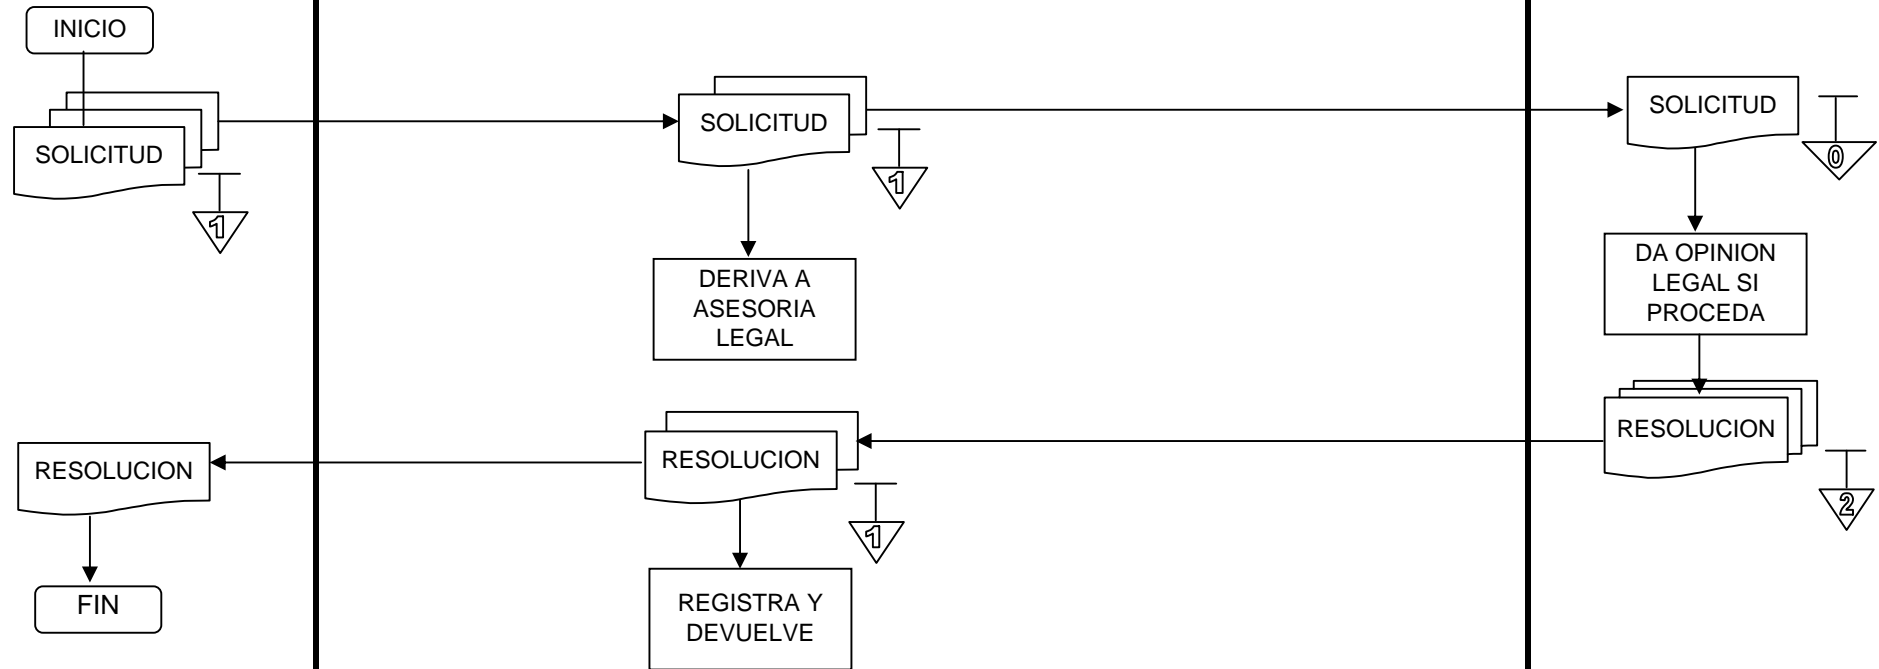 INICIO
SOLICITUD
1
SOLICITUD
1
DERIVA A
ASESORIA
LEGAL
SOLICITUD
0
DA OPINION
LEGAL SI
PROCEDA
RESOLUCION
2
RESOLUCION
1
REGISTRA Y
DEVUELVE
RESOLUCION
FIN